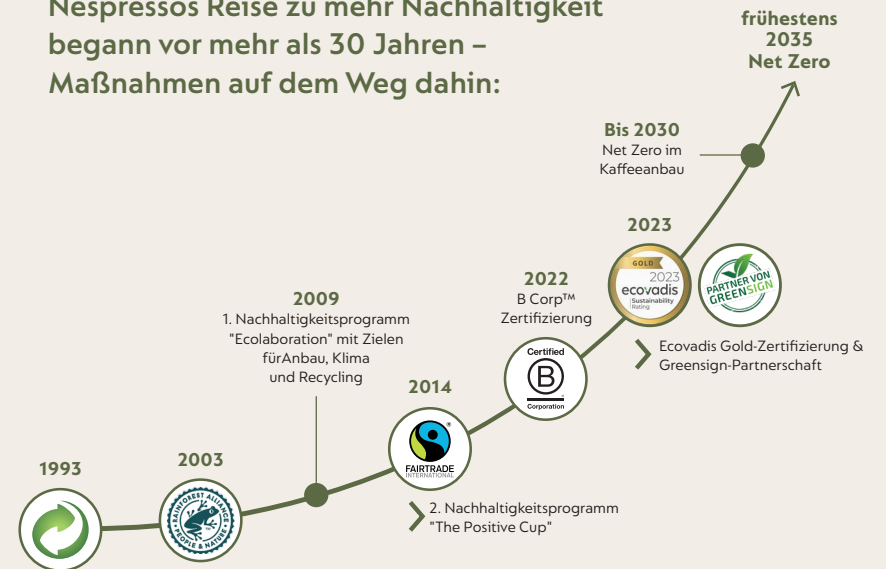 Nespressos Reise zu mehr Nachhaltigkeit
begann vor mehr als 30 Jahren –
Maßnahmen auf dem Weg dahin:
frühestens
2035
Net Zero
Bis 2030
Net Zero im
Kaffeeanbau
2023
GOLD
2023
ecovadis
Sustainability
Rating
PARTNER VON
GREENSIGN
Ecovadis Gold-Zertifizierung &
Greensign-Partnerschaft
2022
B Corp™
Zertifizierung
Certified
B
Corporation
2009
1. Nachhaltigkeitsprogramm
"Ecolaboration" mit Zielen
fürAnbau, Klima
und Recycling
2014
FAIRTRADE
INTERNATIONAL
2. Nachhaltigkeitsprogramm
"The Positive Cup"
2003
RAINFOREST ALLIANCE
PEOPLE & NATURE
1993